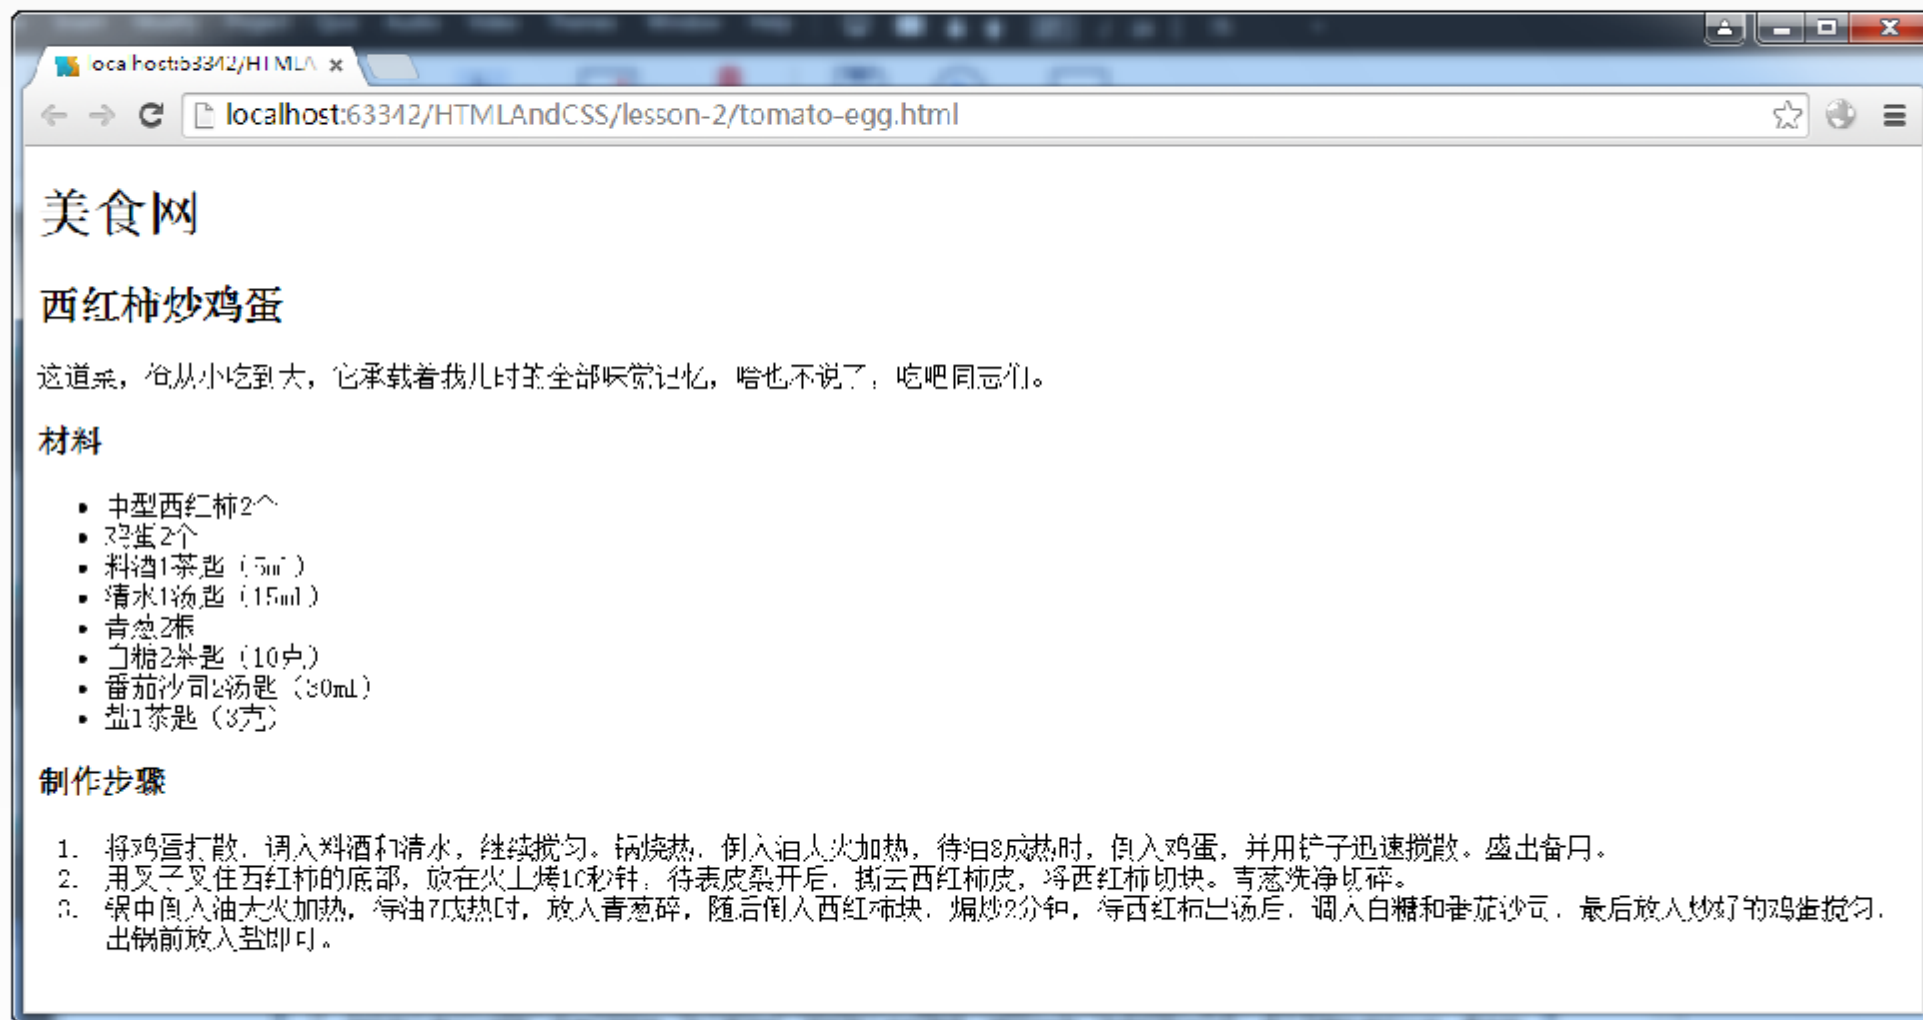 localhost:63342/HTMLA
localhost:63342/HTMLAndCSS/lesson-2/tomato-egg.html
美食网
西红柿炒鸡蛋
这道菜，俺从小吃到大，它承载着我儿时的全部味觉记忆，啥也不说了，吃吧同志们。
材料
• 中型西红柿2个
• 鸡蛋2个
• 料酒1茶匙（5ml）
• 清水1汤匙（15ml）
• 青葱2根
• 白糖2茶匙（10克）
• 番茄沙司2汤匙（30ml）
• 盐1茶匙（3克）
制作步骤
1. 将鸡蛋打散，调入料酒和清水，继续搅匀。锅烧热，倒入油大火加热，待油8成热时，倒入鸡蛋，并用铲子迅速搅散。盛出备用。
2. 用叉子叉住西红柿的底部，放在火上烤10秒钟，待表皮裂开后，撕去西红柿皮，将西红柿切块。青葱洗净切碎。
3. 锅中倒入油大火加热，待油7成热时，放入青葱碎，随后倒入西红柿块，煸炒2分钟，待西红柿出汤后，调入白糖和番茄沙司，最后放入炒好的鸡蛋搅匀，
出锅前放入盐即可。